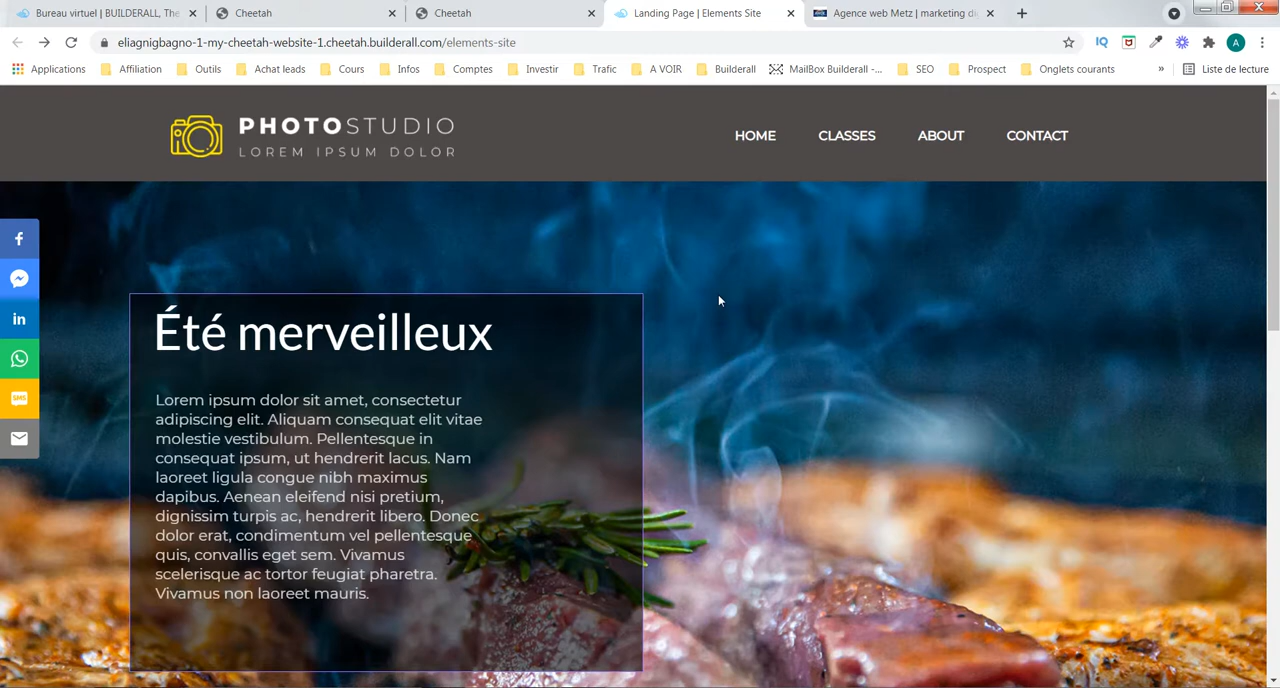 Bureau virtuel | BUILDERALL, The
Cheetah
Cheetah
Landing Page | Elements Site
Agence web Metz | marketing di
eliagnigbagno-1-my-cheetah-website-1.cheetah.builderall.com/elements-site
IQ
A
Applications
Affiliation
Outils
Achat leads
Cours
Infos
Comptes
Investir
Trafic
A VOIR
Builderall
MailBox Builderall -...
SEO
Prospect
Onglets courants
»
Liste de lecture
PHOTOSTUDIO
LOREM IPSUM DOLOR
HOME
CLASSES
ABOUT
CONTACT
f
in
SMS
Été merveilleux
Lorem ipsum dolor sit amet, consectetur
adipiscing elit. Aliquam consequat elit vitae
molestie vestibulum. Pellentesque in
consequat ipsum, ut hendrerit lacus. Nam
laoreet ligula congue nibh maximus
dapibus. Aenean eleifend nisi pretium,
dignissim turpis ac, hendrerit libero. Donec
dolor erat, condimentum vel pellentesque
quis, convallis eget sem. Vivamus
scelerisque ac tortor feugiat pharetra.
Vivamus non laoreet mauris.